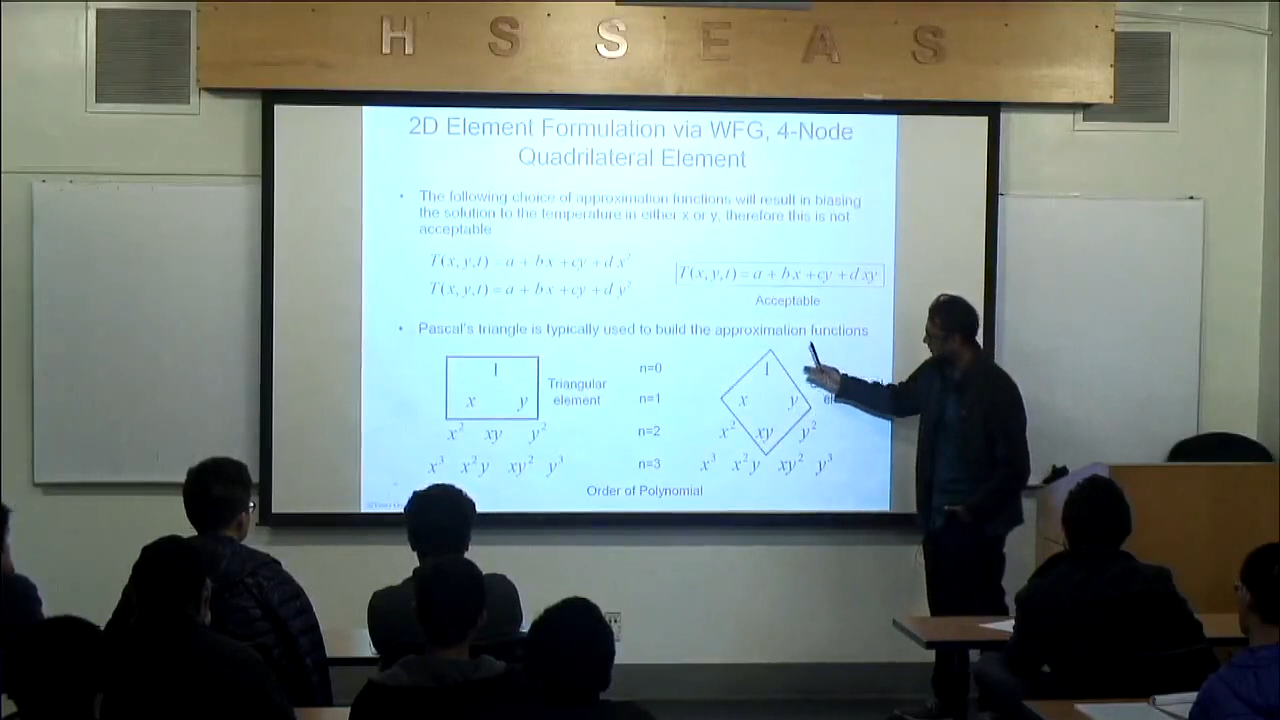 H S S E A S
2D Element Formulation via WFG, 4-Node
Quadrilateral Element
• The following choice of approximation functions will result in biasing
the solution to the temperature in either x or y, therefore this is not
acceptable
T(x, y,t) = a + bx + cy + d x²
T(x, y,t) = a + bx + cy + d y²
T(x, y,t) = a + bx + cy + d xy
Acceptable
• Pascal's triangle is typically used to build the approximation functions
1 n=0 1
Triangular
element
x y n=1 x y el
x² xy y² n=2 x² xy y²
x³ x²y xy² y³ n=3 x³ x²y xy² y³
Order of Polynomial